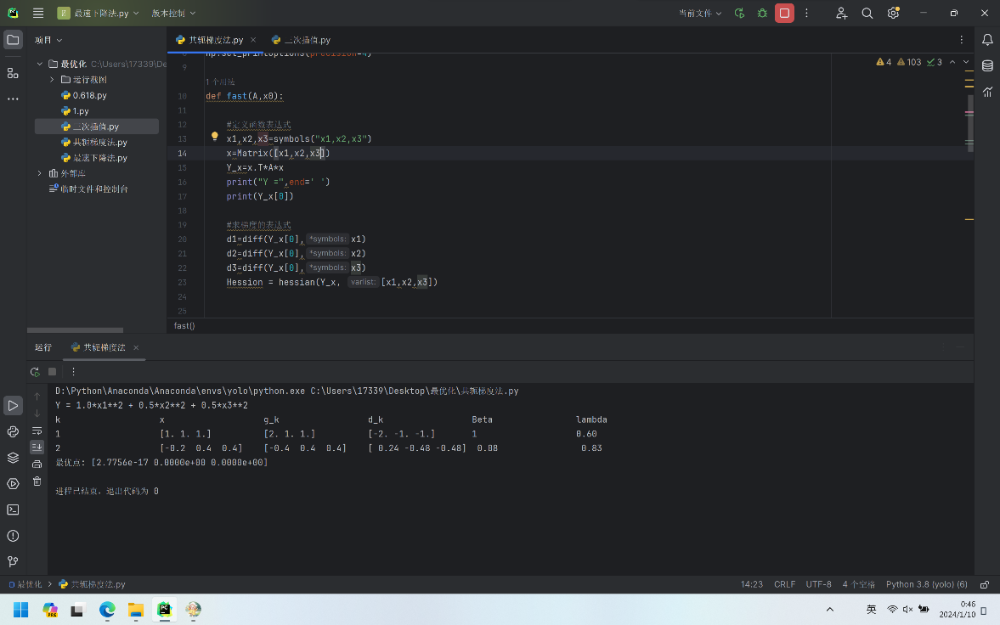 最速下降法.py
版本控制
当前文件
项目
共轭梯度法.py
三次插值.py
4 103 3
最优化 C:\Users\17339\De
运行截图
0.618.py
1.py
三次插值.py
共轭梯度法.py
最速下降法.py
外部库
临时文件和控制台
8 np.set_printoptions(precision=4)
9
1 个用法
10 def fast(A,x0):
11
12 #定义函数表达式
13 x1,x2,x3=symbols("x1,x2,x3")
14 x=Matrix([x1,x2,x3])
15 Y_x=x.T*A*x
16 print("Y =",end=' ')
17 print(Y_x[0])
18
19 #求梯度的表达式
20 d1=diff(Y_x[0], *symbols: x1)
21 d2=diff(Y_x[0], *symbols: x2)
22 d3=diff(Y_x[0], *symbols: x3)
23 Hession = hessian(Y_x, varlist: [x1,x2,x3])
24
25
fast()
运行 共轭梯度法
D:\Python\Anaconda\Anaconda\envs\yolo\python.exe C:\Users\17339\Desktop\最优化\共轭梯度法.py
Y = 1.0*x1**2 + 0.5*x2**2 + 0.5*x3**2
k x g_k d_k Beta lambda
1 [1. 1. 1.] [2. 1. 1.] [-2. -1. -1.] 1 0.60
2 [-0.2 0.4 0.4] [-0.4 0.4 0.4] [ 0.24 -0.48 -0.48] 0.08 0.83
最优点: [2.7756e-17 0.0000e+00 0.0000e+00]
进程已结束，退出代码为 0
最优化 共轭梯度法.py
14:23 CRLF UTF-8 4 个空格 Python 3.8 (yolo) (6)
PRE
PC
英
0:46
2024/1/10